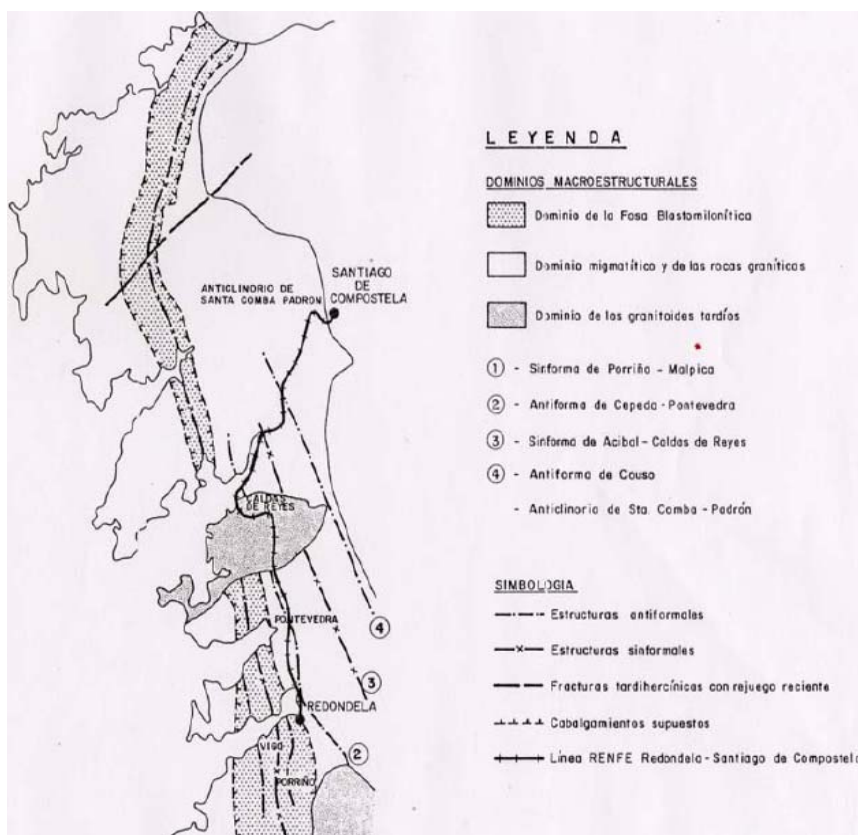 ANTICLINORIO DE
SANTA COMBA PADRON
SANTIAGO
DE
COMPOSTELA
CALDAS
DE REYES
PONTEVEDRA
4
3
REDONDELA
VIGO
2
PORRIÑO
LEYENDA
DOMINIOS MACROESTRUCTURALES
Dominio de la Fosa Blastomilonítica
Dominio migmatítico y de las rocas graníticas
Dominio de los granitoides tardíos
1 - Sinforma de Porriño - Malpica
2 - Antiforma de Cepeda - Pontevedra
3 - Sinforma de Acibal - Caldas de Reyes
4 - Antiforma de Couso
- Anticlinorio de Sta. Comba - Padrón
SIMBOLOGIA
Estructuras antiformales
Estructuras sinformales
Fracturas tardihercínicas con rejuego reciente
Cabalgamientos supuestos
Línea RENFE Redondela - Santiago de Compostela